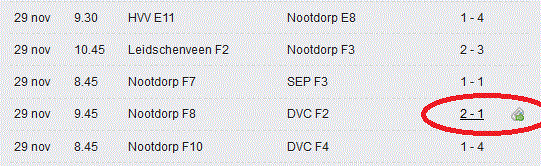 29 nov 9.30 HVV E11 Nootdorp E8 1 - 4
29 nov 10.45 Leidschenveen F2 Nootdorp F3 2 - 3
29 nov 8.45 Nootdorp F7 SEP F3 1 - 1
29 nov 9.45 Nootdorp F8 DVC F2 2 - 1
29 nov 8.45 Nootdorp F10 DVC F4 1 - 4